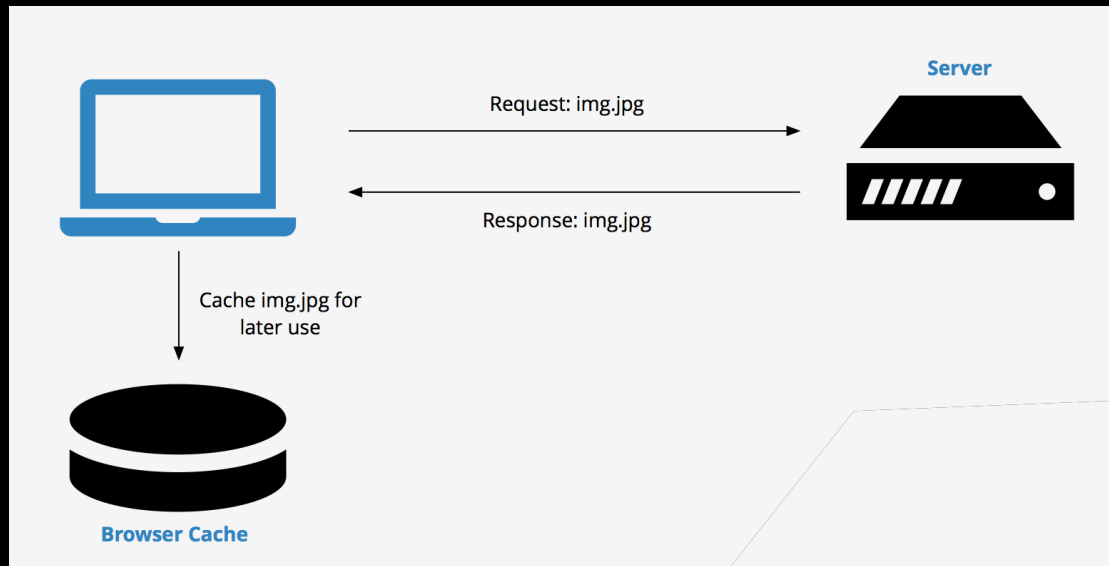 Server
Request: img.jpg
Response: img.jpg
Cache img.jpg for
later use
Browser Cache